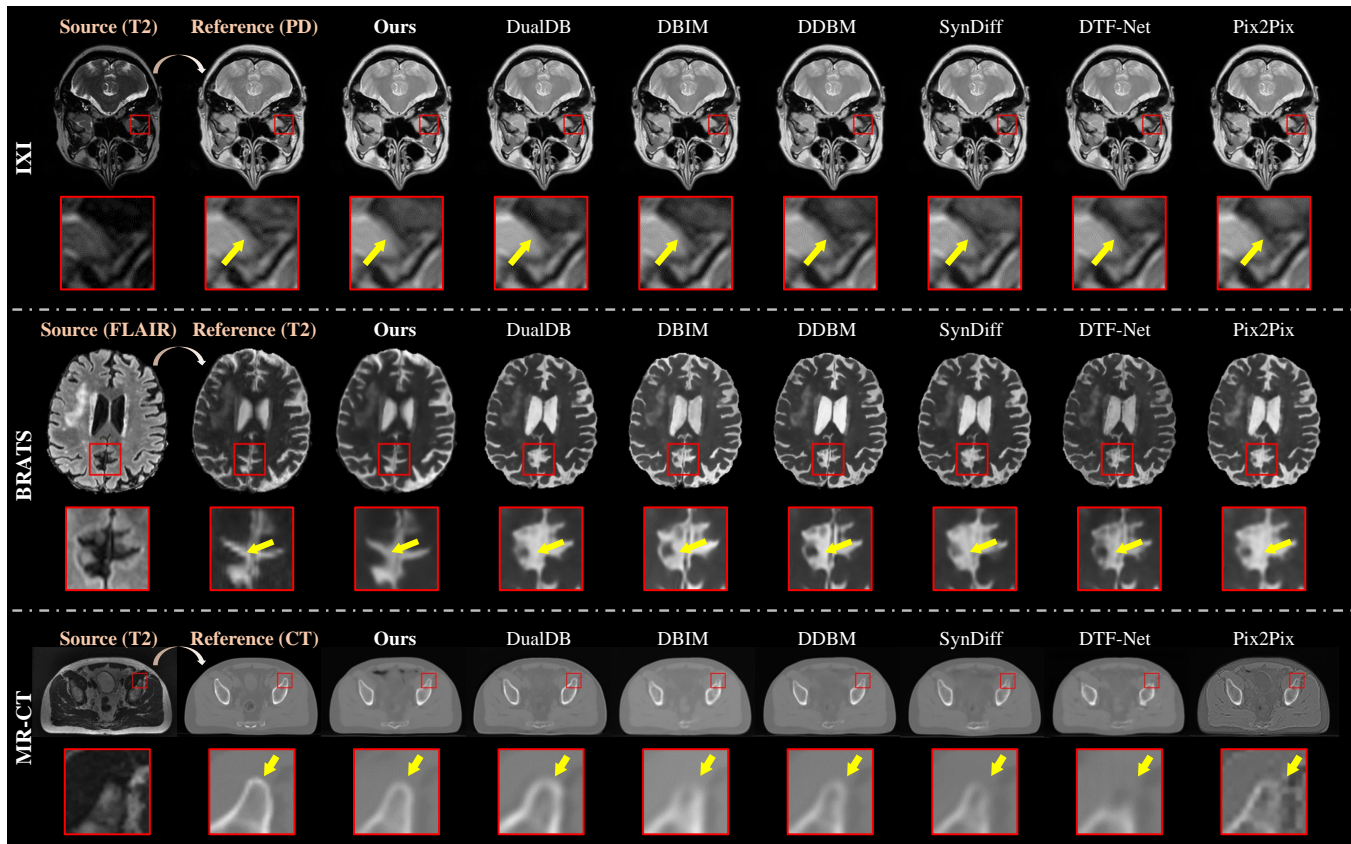 Source (T2) Reference (PD) Ours DualDB DBIM DDBM SynDiff DTF-Net Pix2Pix
IXI
Source (FLAIR) Reference (T2) Ours DualDB DBIM DDBM SynDiff DTF-Net Pix2Pix
BRATS
Source (T2) Reference (CT) Ours DualDB DBIM DDBM SynDiff DTF-Net Pix2Pix
MR-CT